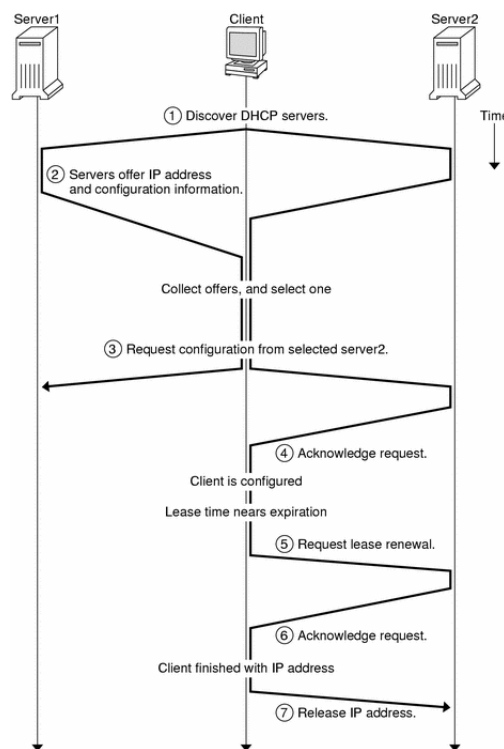 Server1
Client
Server2
① Discover DHCP servers.
Time
② Servers offer IP address
and configuration information.
Collect offers, and select one
③ Request configuration from selected server2.
④ Acknowledge request.
Client is configured
Lease time nears expiration
⑤ Request lease renewal.
⑥ Acknowledge request.
Client finished with IP address
⑦ Release IP address.